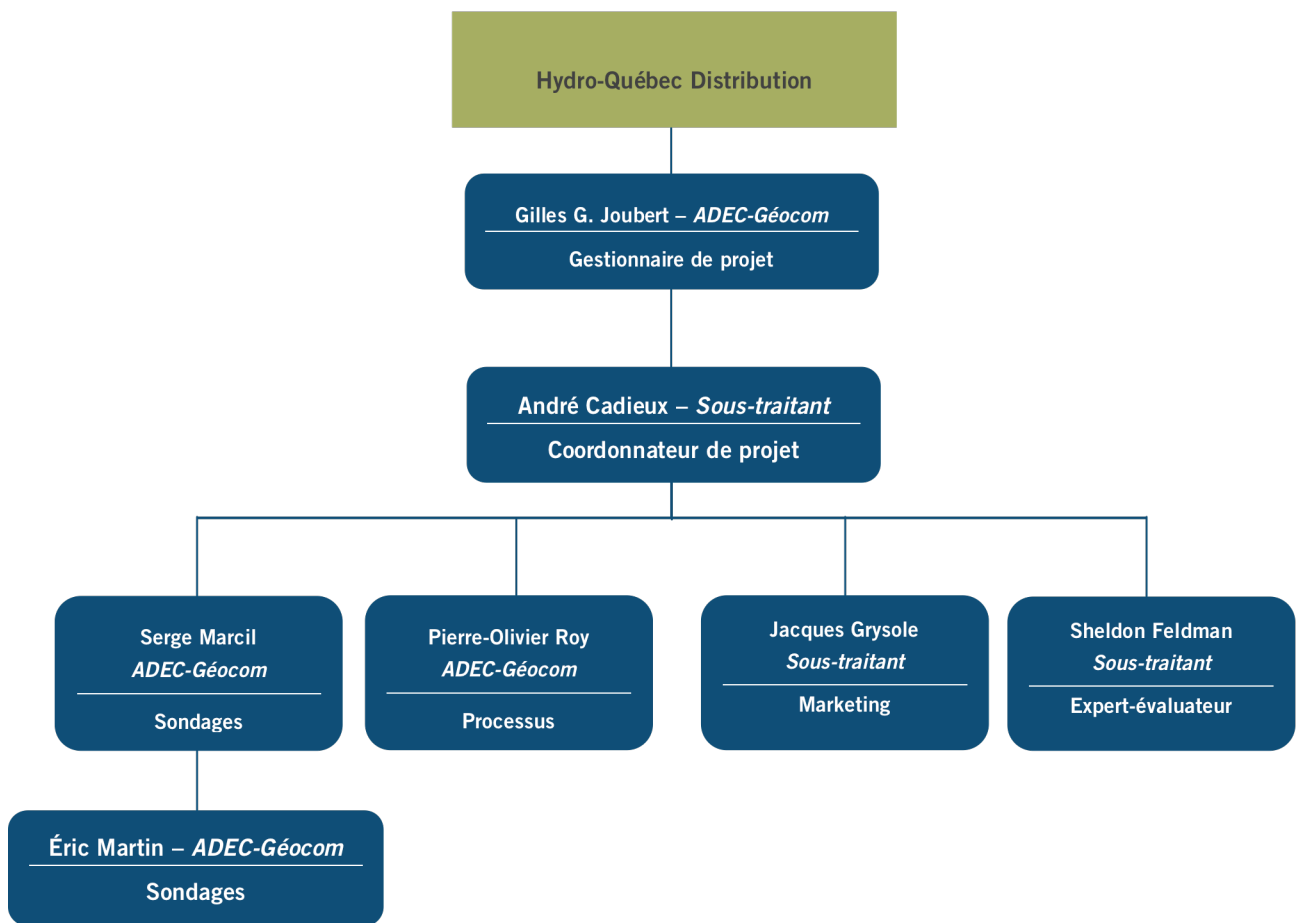 Hydro-Québec Distribution
Gilles G. Joubert – ADEC-Géocom
Gestionnaire de projet
André Cadieux – Sous-traitant
Coordonnateur de projet
Serge Marcil
ADEC-Géocom
Sondages
Pierre-Olivier Roy
ADEC-Géocom
Processus
Jacques Grysole
Sous-traitant
Marketing
Sheldon Feldman
Sous-traitant
Expert-évaluateur
Éric Martin – ADEC-Géocom
Sondages